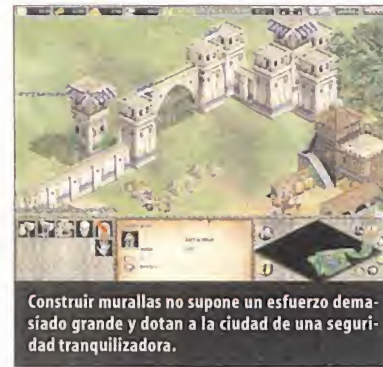 Construir murallas no supone un esfuerzo dema-
siado grande y dotan a la ciudad de una seguri-
dad tranquilizadora.